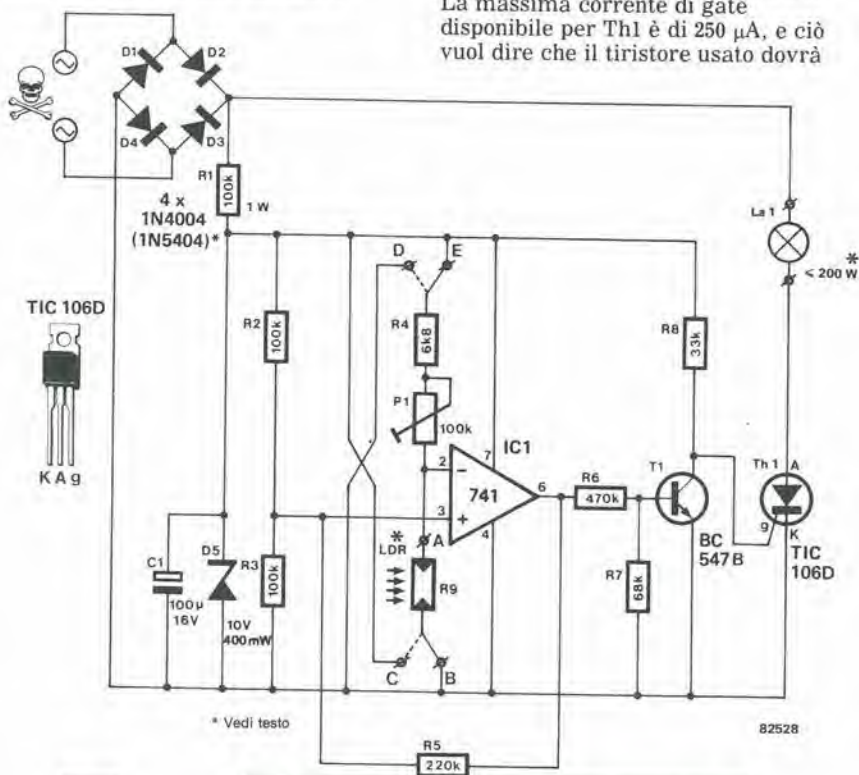 La massima corrente di gate
disponibile per Th1 è di 250 µA, e ciò
vuol dire che il tiristore usato dovrà
D1
D2
D4
D3
R1
100k
1 W
4 x
1N4004
(1N5404)*
La 1
*
< 200 W
D
E
TIC 106D
K A g
R2
100k
R4
6k8
R8
33k
P1
100k
IC1
7
2
-
741
6
3
+
4
R6
470k
T1
BC
547B
Th 1
A
g
K
TIC
106D
A
*
LDR
R9
C1
100µ
16V
D5
10V
400mW
R3
100k
R7
68k
C
B
* Vedi testo
82528
R5
220k